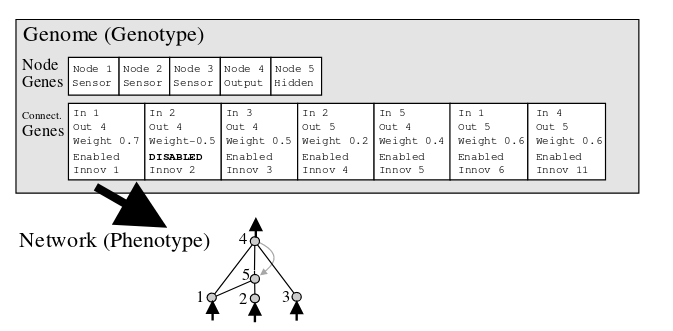 Genome (Genotype)
Node Genes
Node 1 Node 2 Node 3 Node 4 Node 5
Sensor Sensor Sensor Output Hidden
Connect. Genes
In 1 In 2 In 3 In 2 In 5 In 1 In 4
Out 4 Out 4 Out 4 Out 5 Out 4 Out 5 Out 5
Weight 0.7 Weight-0.5 Weight 0.5 Weight 0.2 Weight 0.4 Weight 0.6 Weight 0.6
Enabled DISABLED Enabled Enabled Enabled Enabled Enabled
Innov 1 Innov 2 Innov 3 Innov 4 Innov 5 Innov 6 Innov 11
Network (Phenotype)
4
5
1 2 3